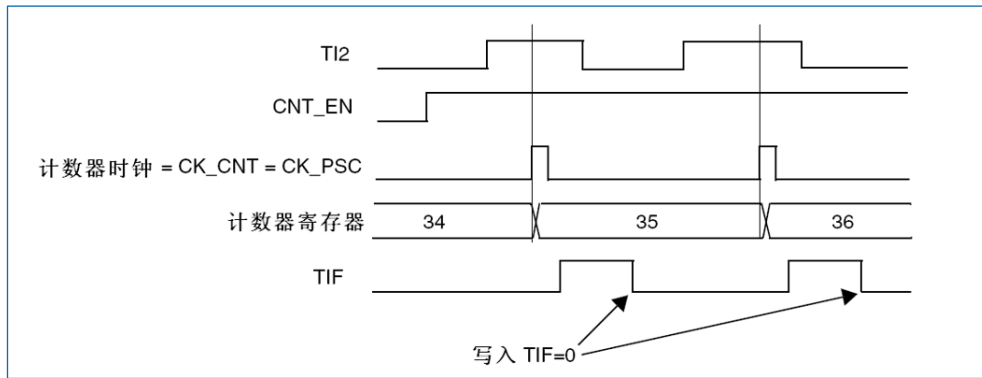 TI2
CNT_EN
计数器时钟 = CK_CNT = CK_PSC
计数器寄存器 34 35 36
TIF
写入 TIF=0